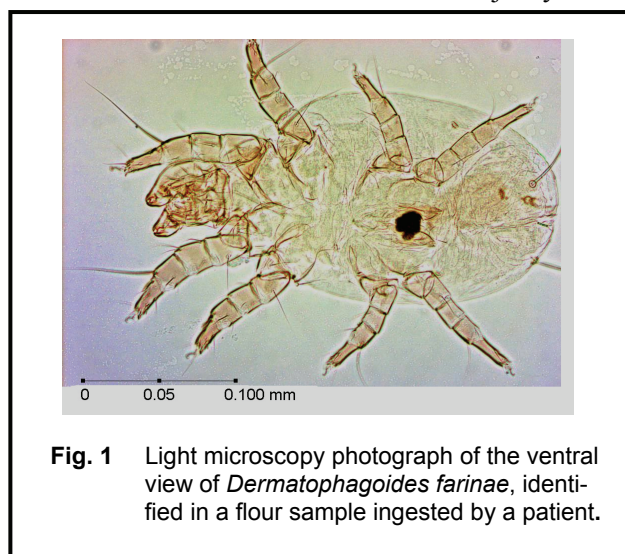 0 0.05 0.100 mm
Fig. 1 Light microscopy photograph of the ventral
view of Dermatophagoides farinae, identi-
fied in a flour sample ingested by a patient.